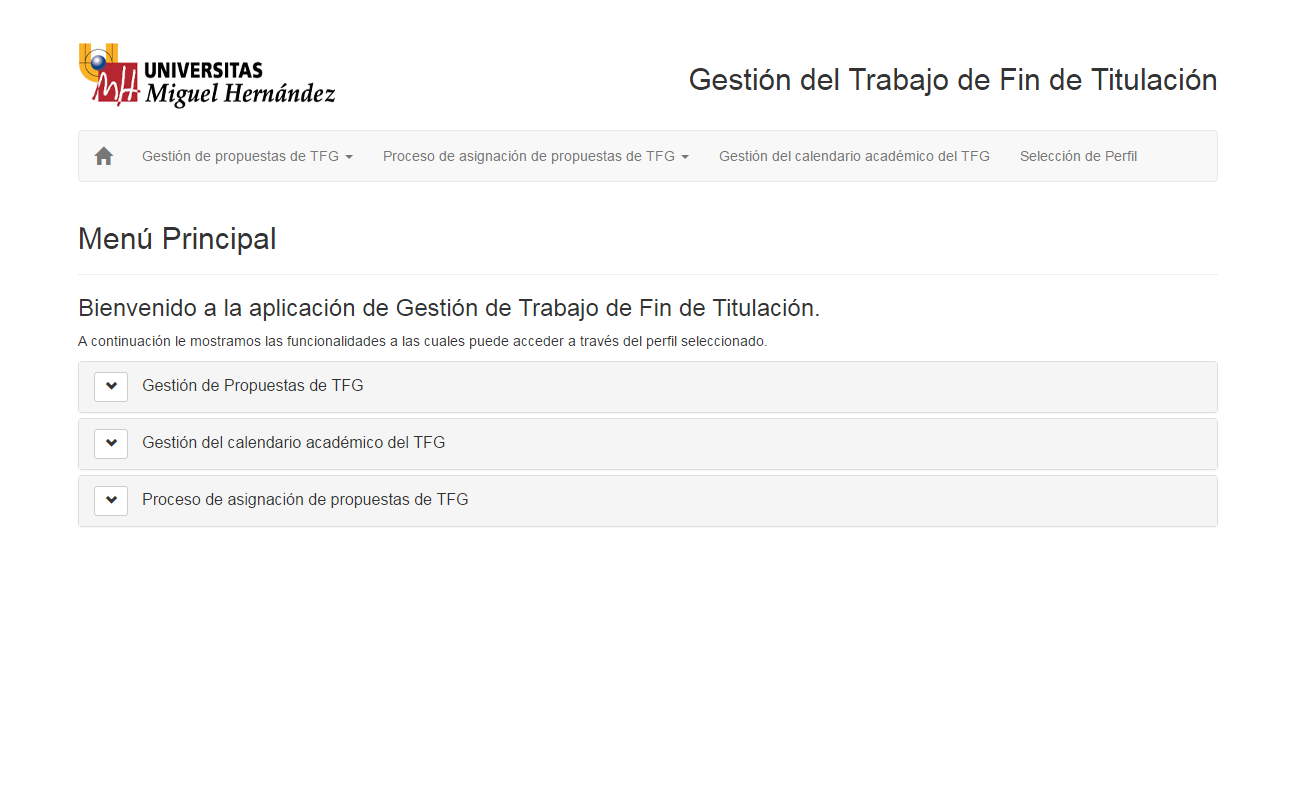 UNIVERSITAS
Miguel Hernández
Gestión del Trabajo de Fin de Titulación
Gestión de propuestas de TFG
Proceso de asignación de propuestas de TFG
Gestión del calendario académico del TFG
Selección de Perfil
Menú Principal
Bienvenido a la aplicación de Gestión de Trabajo de Fin de Titulación.
A continuación le mostramos las funcionalidades a las cuales puede acceder a través del perfil seleccionado.
Gestión de Propuestas de TFG
Gestión del calendario académico del TFG
Proceso de asignación de propuestas de TFG